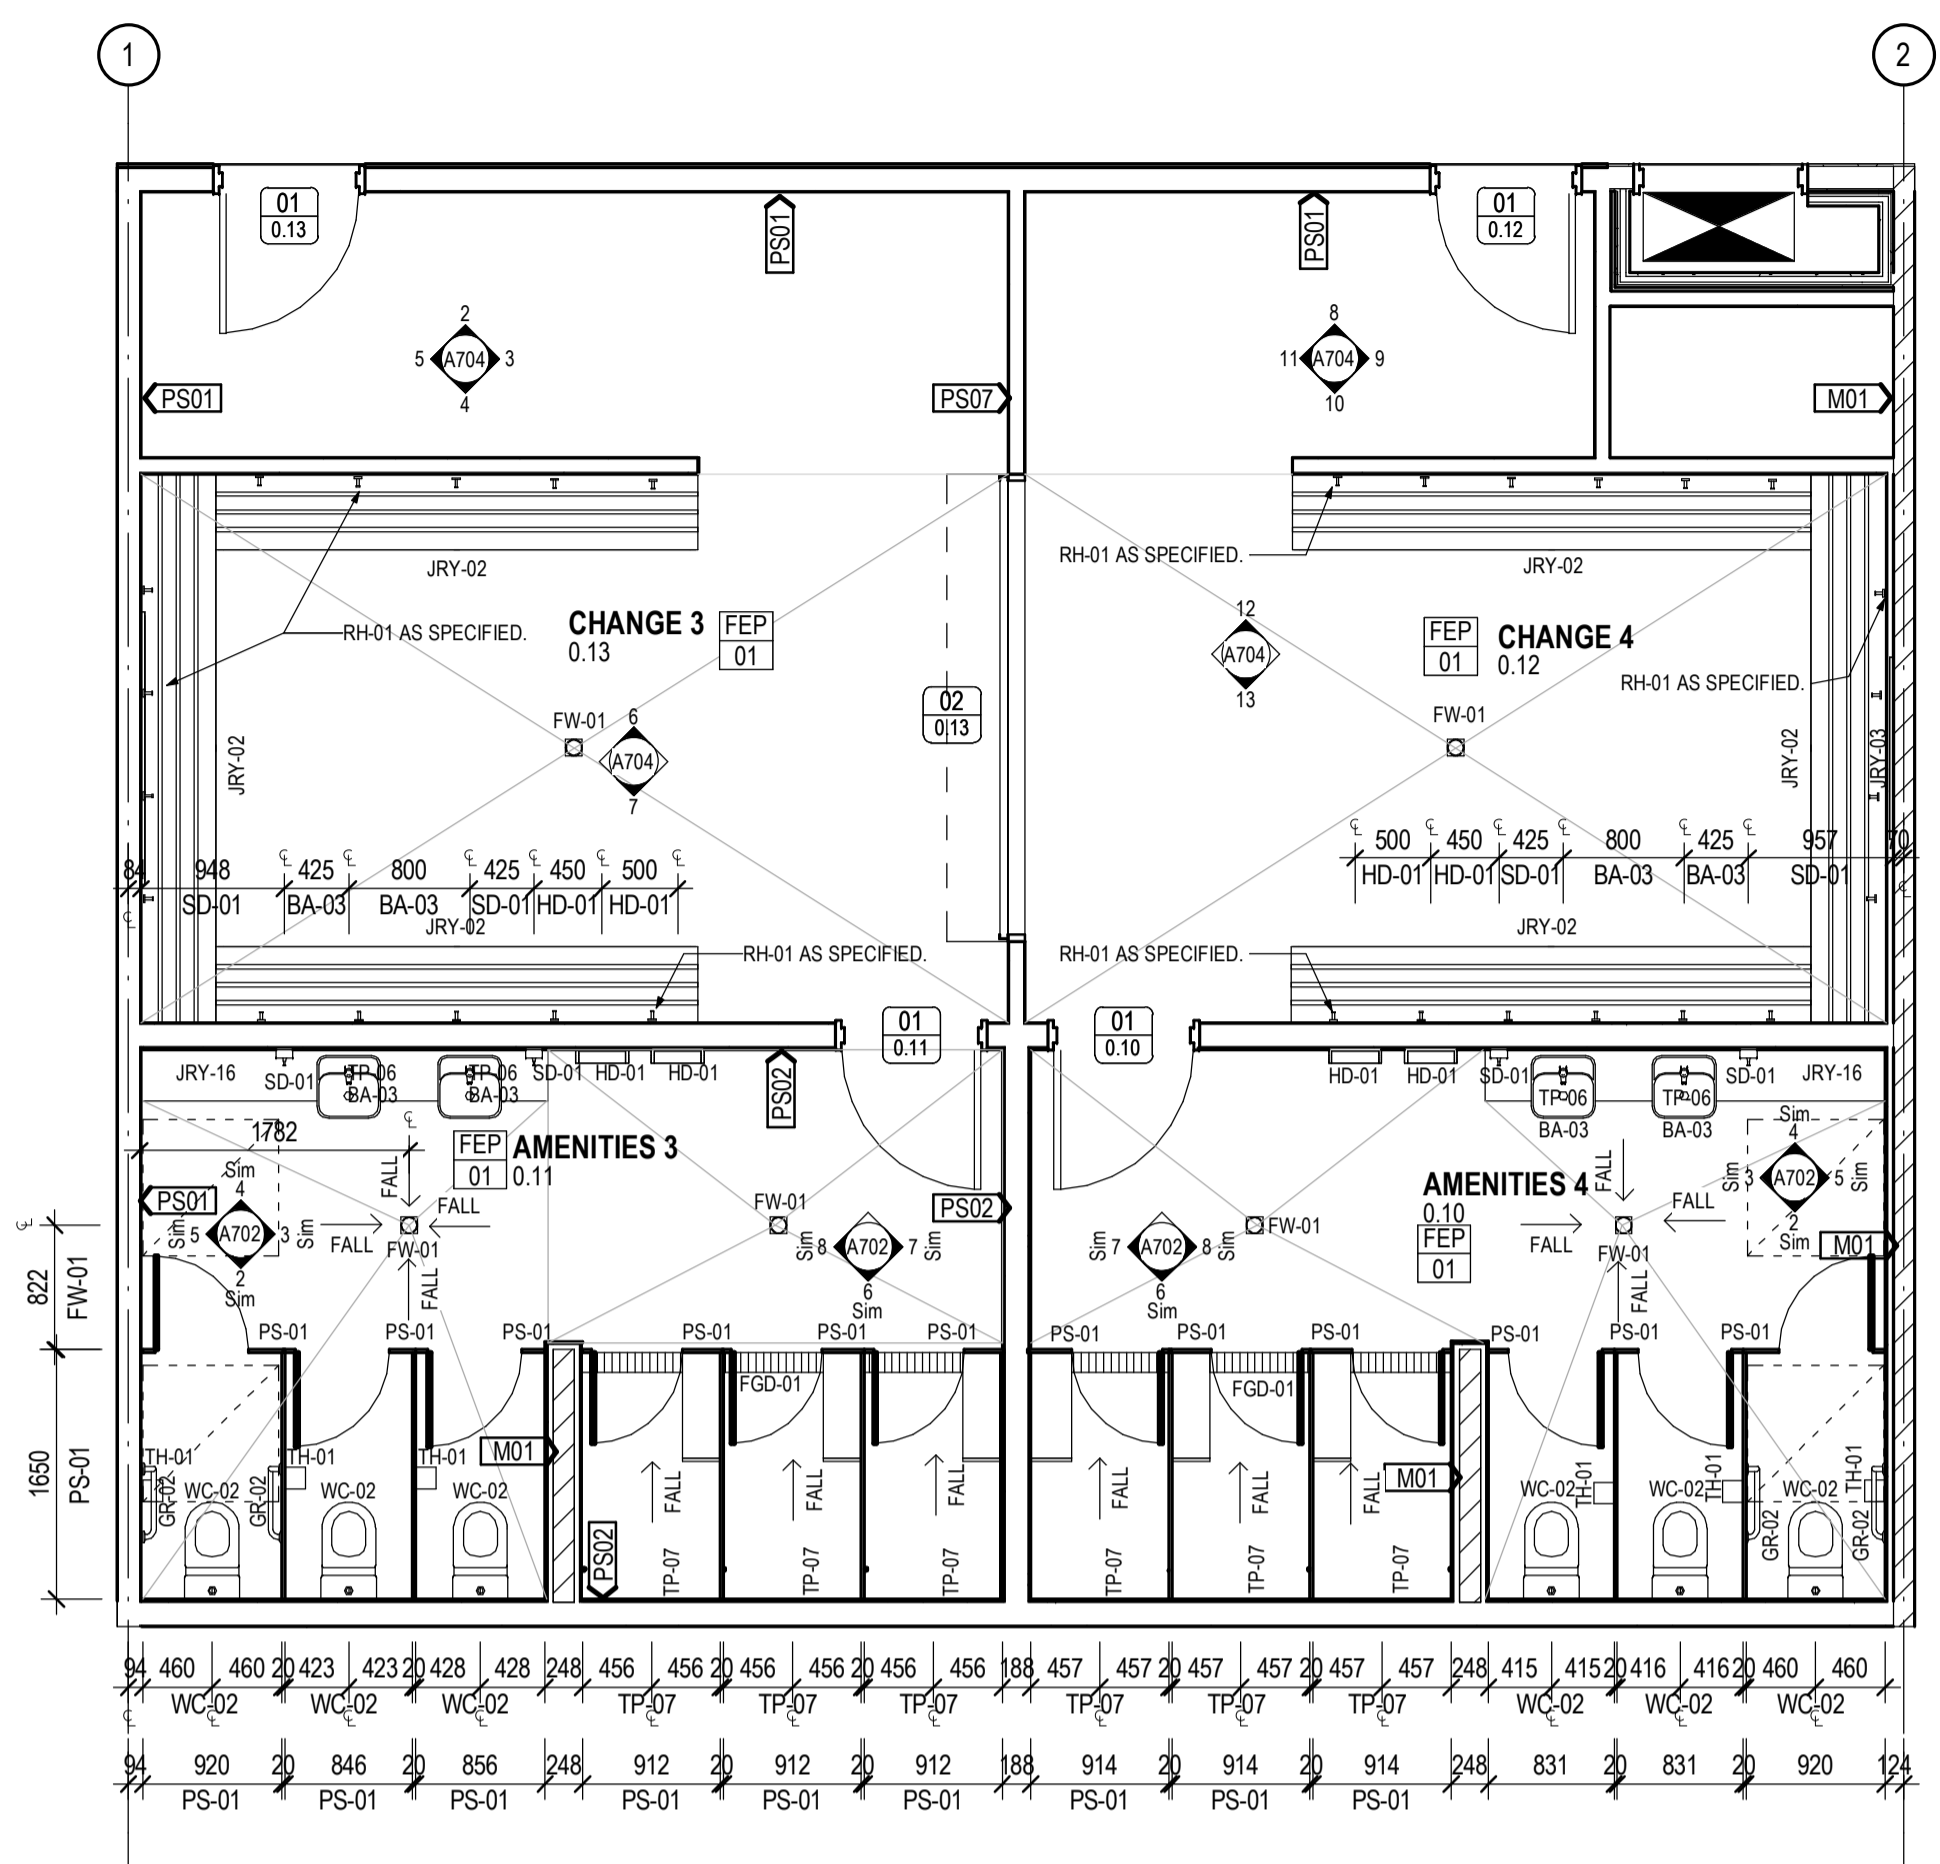 1
2
01
0.13
PS01
PS01
01
0.12
2
5
A704
3
4
8
11
A704
9
10
PS01
PS07
M01
JRY-02
RH-01 AS SPECIFIED.
JRY-02
RH-01 AS SPECIFIED.
CHANGE 3
0.13
FEP
01
12
A704
13
FEP
01
CHANGE 4
0.12
RH-01 AS SPECIFIED.
02
0.13
FW-01
6
A704
7
FW-01
JRY-02
JRY-02
JRY-03
84
948
425
800
425
450
500
SD-01
BA-03
BA-03
SD-01
HD-01
HD-01
500
450
425
800
425
957
70
HD-01
HD-01
SD-01
BA-03
BA-03
SD-01
JRY-02
JRY-02
RH-01 AS SPECIFIED.
RH-01 AS SPECIFIED.
01
0.11
01
0.10
JRY-16
SD-01
TP-06
BA-03
TP-06
BA-03
SD-01
HD-01
HD-01
PS02
HD-01
HD-01
SD-01
TP-06
BA-03
TP-06
BA-03
SD-01
JRY-16
1782
FEP
01
AMENITIES 3
0.11
AMENITIES 4
0.10
FEP
01
PS01
Sim
4
Sim
5
A702
3
Sim
2
Sim
FALL
FALL
FALL
FW-01
FALL
FW-01
PS02
Sim
8
A702
7
Sim
6
Sim
Sim
7
A702
8
Sim
6
Sim
FW-01
FALL
FALL
FALL
FW-01
FALL
Sim
4
Sim
3
A702
5
Sim
2
Sim
M01
822
FW-01
1650
PS-01
PS-01
PS-01
PS-01
PS-01
PS-01
PS-01
PS-01
PS-01
PS-01
PS-01
PS-01
PS-01
FGD-01
FGD-01
TH-01
TH-01
TH-01
M01
M01
TH-01
TH-01
TH-01
GR-02
WC-02
GR-02
WC-02
WC-02
FALL
FALL
FALL
FALL
FALL
FALL
WC-02
WC-02
GR-02
WC-02
GR-02
PS02
TP-07
TP-07
TP-07
TP-07
TP-07
TP-07
94 460 460 20 423 423 20 428 428 248 456 456 20 456 456 20 456 456 188 457 457 20 457 457 20 457 457 248 415 415 20 416 416 20 460 460
WC-02 WC-02 WC-02 TP-07 TP-07 TP-07 TP-07 TP-07 TP-07 WC-02 WC-02 WC-02
94 920 20 846 20 856 248 912 20 912 20 912 188 914 20 914 20 914 248 831 20 831 20 920 124
PS-01 PS-01 PS-01 PS-01 PS-01 PS-01 PS-01 PS-01 PS-01